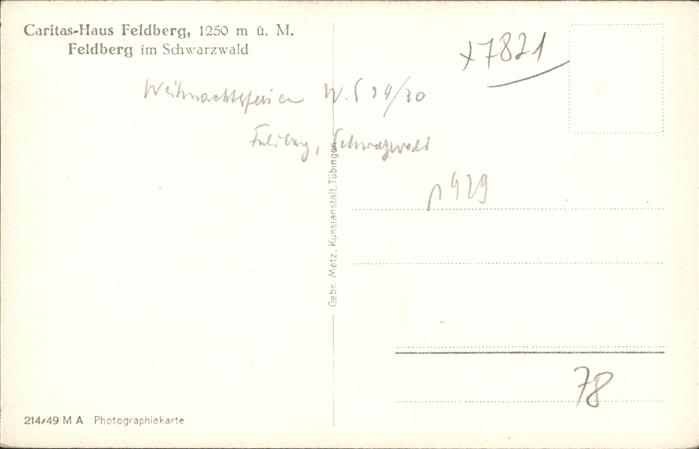 Caritas-Haus Feldberg, 1250 m ü. M.
Feldberg im Schwarzwald
x7821
Weihnachtsferien W.S 29/30
Feldberg, Schwarzwald
1929
Gebr. Metz, Kunstanstalt, Tübingen
78
214/49 M A Photographiekarte